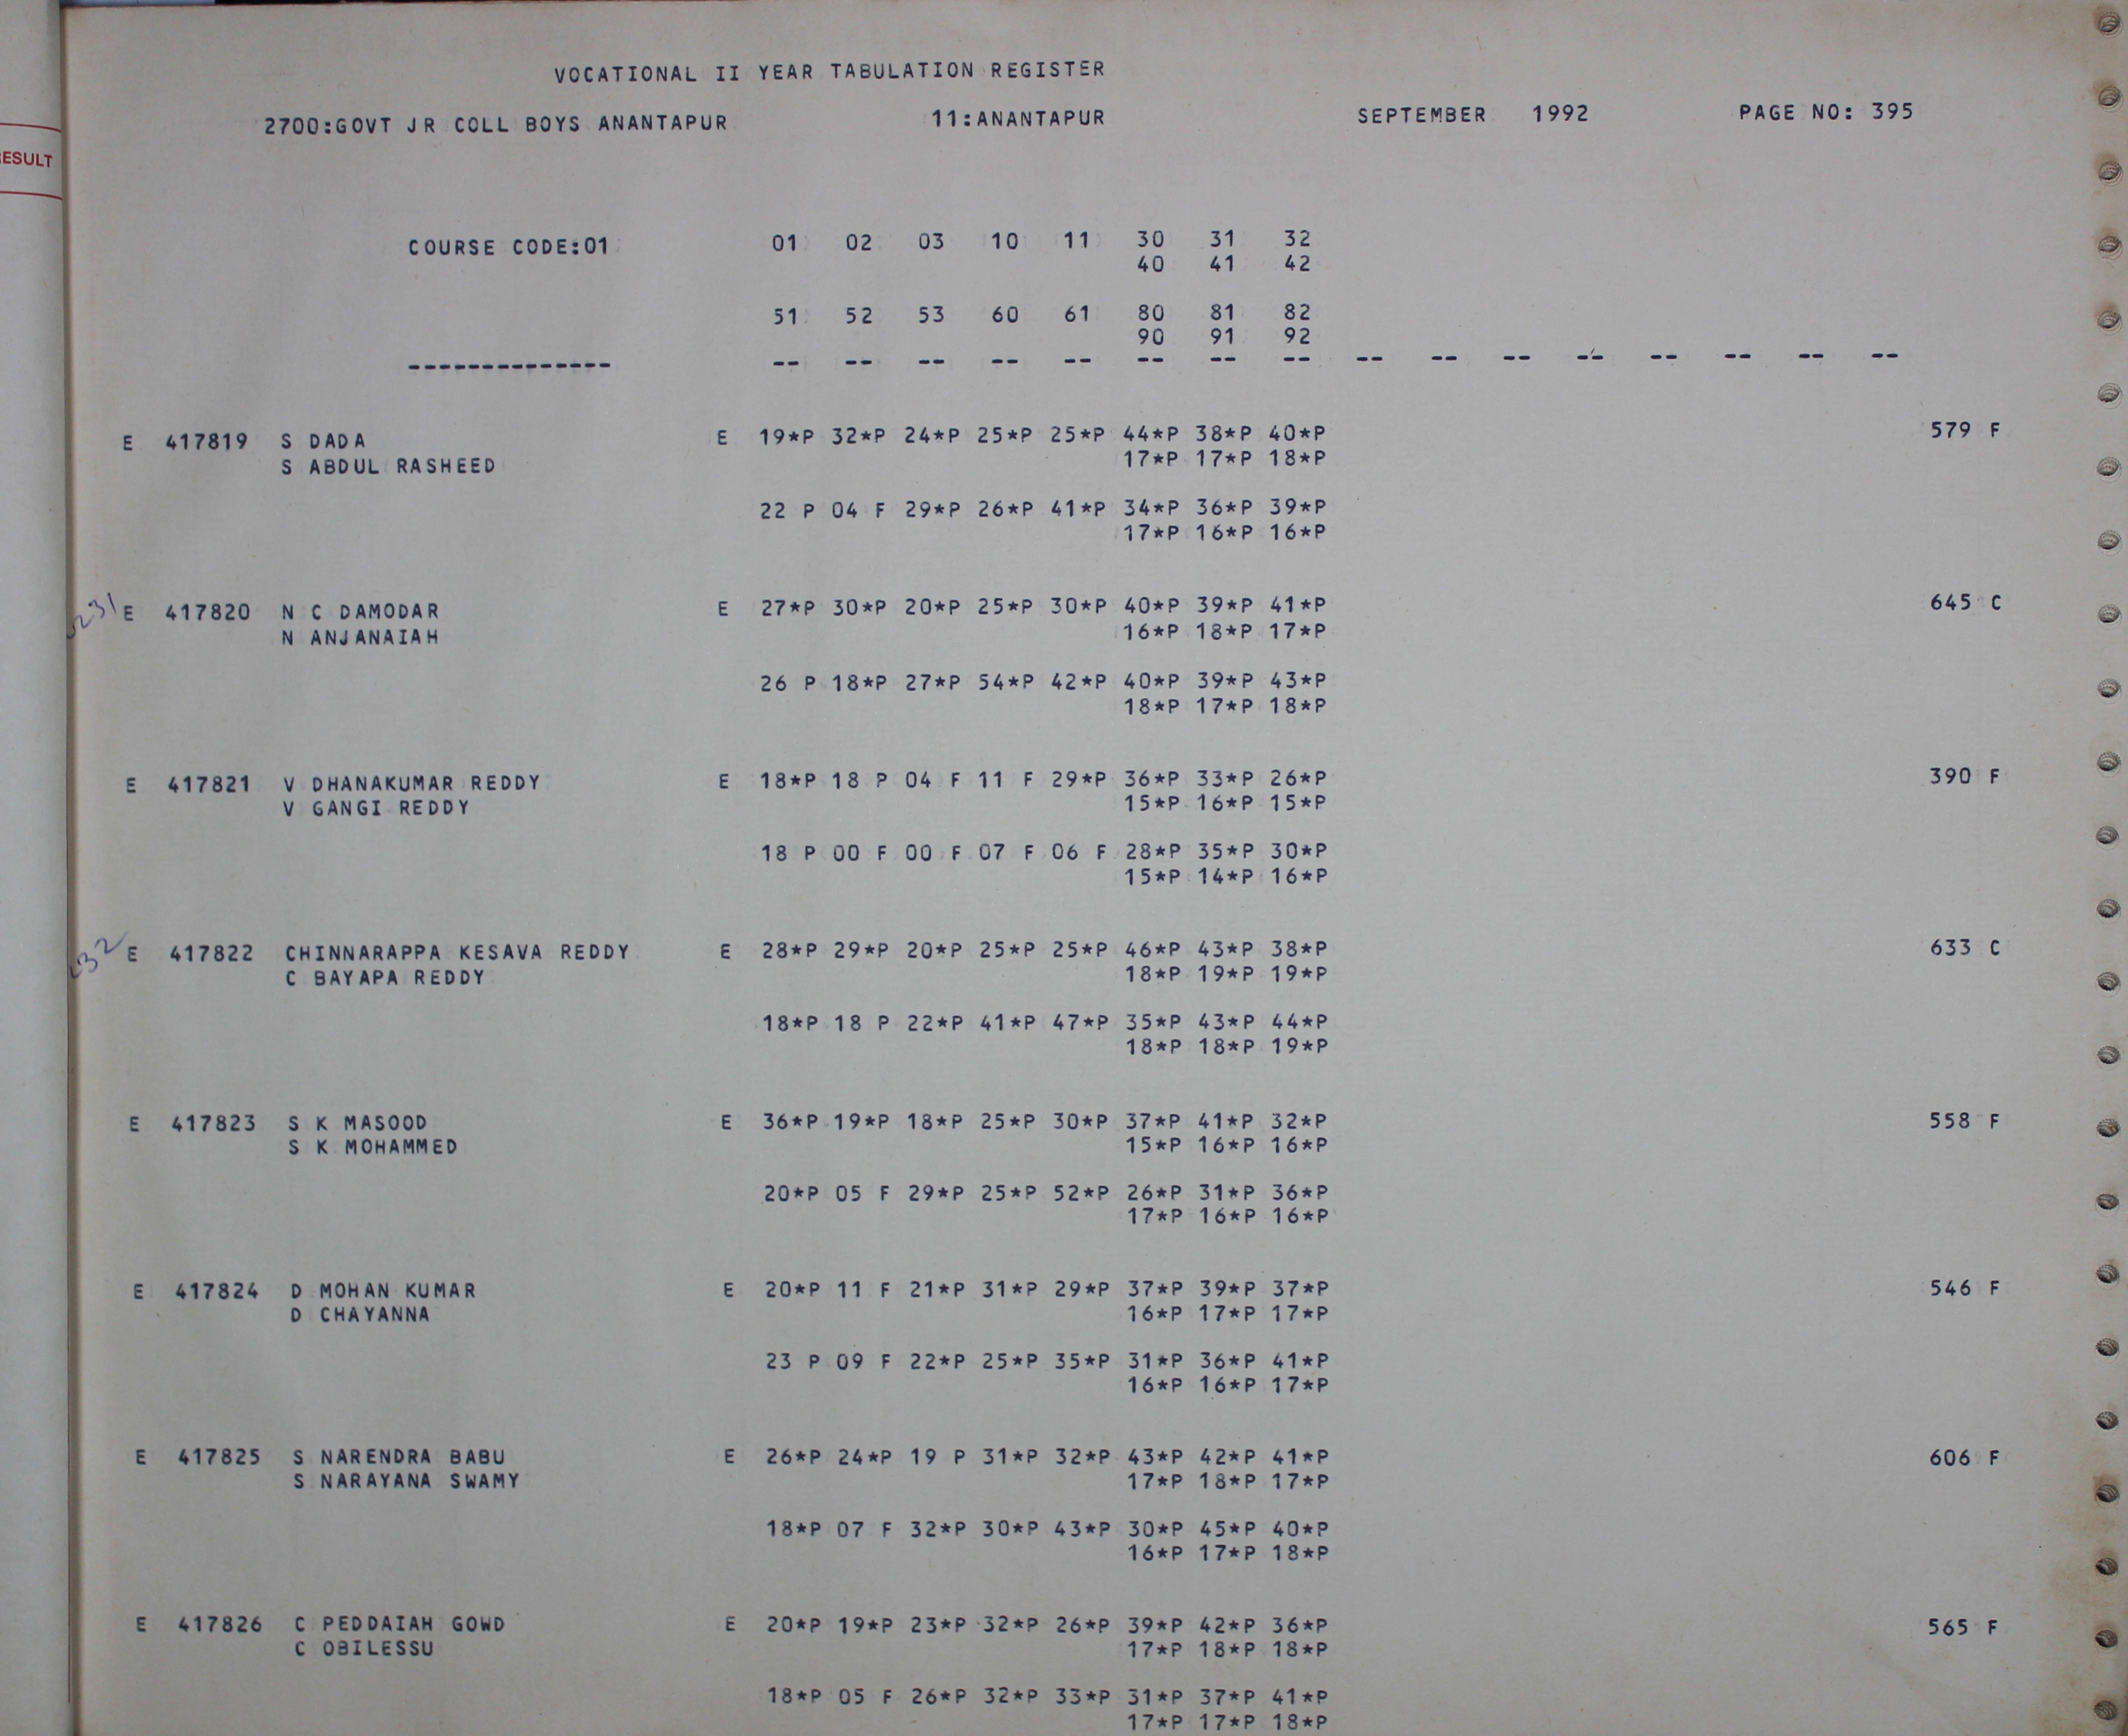 VOCATIONAL II YEAR TABULATION REGISTER
2700:GOVT JR COLL BOYS ANANTAPUR 11:ANANTAPUR SEPTEMBER 1992 PAGE NO: 395
RESULT
COURSE CODE:01 01 02 03 10 11 30 31 32
40 41 42
51 52 53 60 61 80 81 82
90 91 92
-------------- -- -- -- -- -- -- -- -- -- -- -- -- -- -- -- --
E 417819 S DADA E 19*P 32*P 24*P 25*P 25*P 44*P 38*P 40*P 579 F
S ABDUL RASHEED 17*P 17*P 18*P
22 P 04 F 29*P 26*P 41*P 34*P 36*P 39*P
17*P 16*P 16*P
231 E 417820 N C DAMODAR E 27*P 30*P 20*P 25*P 30*P 40*P 39*P 41*P 645 C
N ANJANAIAH 16*P 18*P 17*P
26 P 18*P 27*P 54*P 42*P 40*P 39*P 43*P
18*P 17*P 18*P
E 417821 V DHANAKUMAR REDDY E 18*P 18 P 04 F 11 F 29*P 36*P 33*P 26*P 390 F
V GANGI REDDY 15*P 16*P 15*P
18 P 00 F 00 F 07 F 06 F 28*P 35*P 30*P
15*P 14*P 16*P
E 417822 CHINNARAPPA KESAVA REDDY E 28*P 29*P 20*P 25*P 25*P 46*P 43*P 38*P 633 C
C BAYAPA REDDY 18*P 19*P 19*P
18*P 18 P 22*P 41*P 47*P 35*P 43*P 44*P
18*P 18*P 19*P
E 417823 S K MASOOD E 36*P 19*P 18*P 25*P 30*P 37*P 41*P 32*P 558 F
S K MOHAMMED 15*P 16*P 16*P
20*P 05 F 29*P 25*P 52*P 26*P 31*P 36*P
17*P 16*P 16*P
E 417824 D MOHAN KUMAR E 20*P 11 F 21*P 31*P 29*P 37*P 39*P 37*P 546 F
D CHAYANNA 16*P 17*P 17*P
23 P 09 F 22*P 25*P 35*P 31*P 36*P 41*P
16*P 16*P 17*P
E 417825 S NARENDRA BABU E 26*P 24*P 19 P 31*P 32*P 43*P 42*P 41*P 606 F
S NARAYANA SWAMY 17*P 18*P 17*P
18*P 07 F 32*P 30*P 43*P 30*P 45*P 40*P
16*P 17*P 18*P
E 417826 C PEDDAIAH GOWD E 20*P 19*P 23*P 32*P 26*P 39*P 42*P 36*P 565 F
C OBILESSU 17*P 18*P 18*P
18*P 05 F 26*P 32*P 33*P 31*P 37*P 41*P
17*P 17*P 18*P